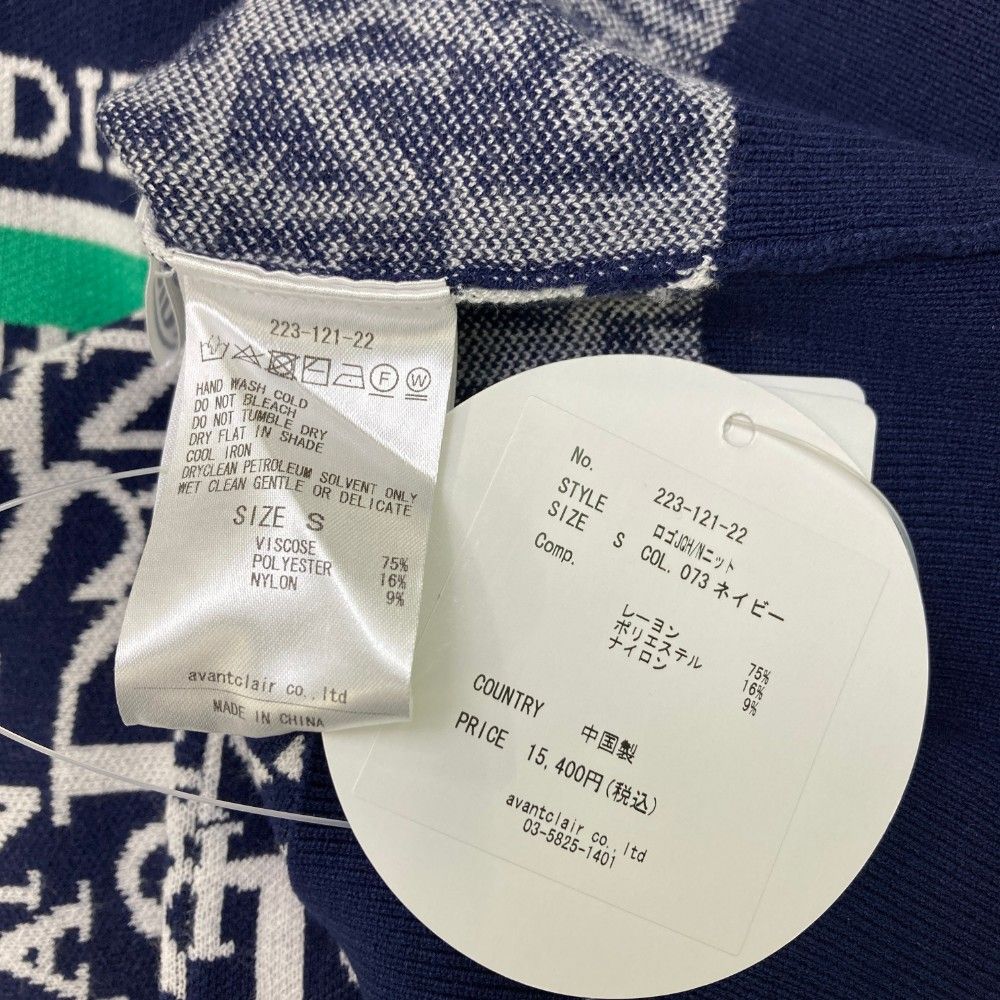 DI
223-121-22
HAND WASH COLD
DO NOT BLEACH
DO NOT TUMBLE DRY
DRY FLAT IN SHADE
COOL IRON
DRYCLEAN PETROLEUM SOLVENT ONLY
WET CLEAN GENTLE OR DELICATE
SIZE S
VISCOSE 75%
POLYESTER 16%
NYLON 9%
avantclair co.,ltd
MADE IN CHINA
No. 223-121-22
STYLE ロゴJGH/Nニット
SIZE S COL. 073 ネイビー
Comp.
レーヨン 75%
ポリエステル 16%
ナイロン 9%
COUNTRY 中国製
PRICE 15,400円(税込)
avantclair co.,ltd
03-5825-1401